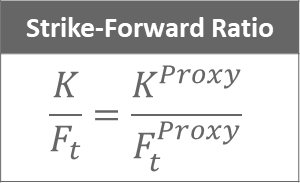 Strike-Forward Ratio
K/F_t = K^Proxy/F_t^Proxy